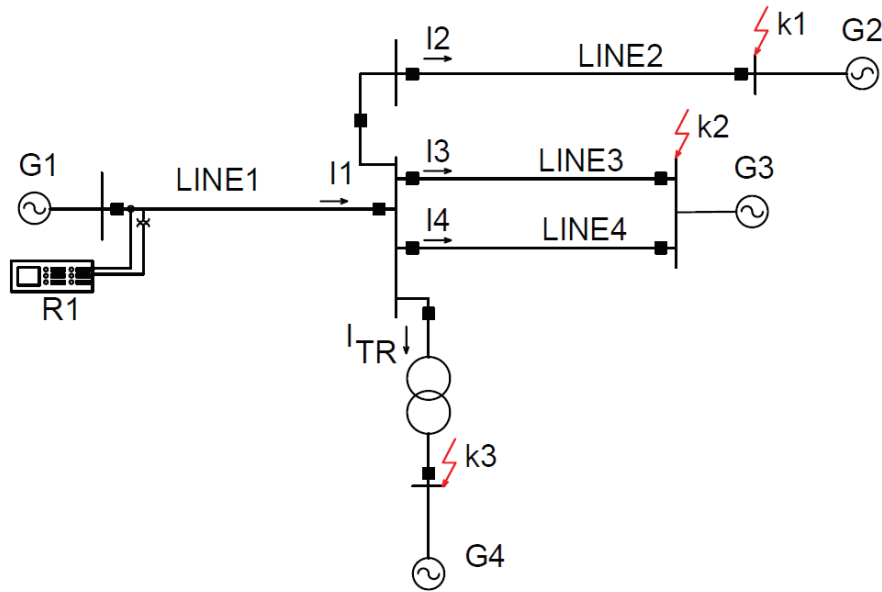 k1
G2
I2
LINE2
k2
G3
I3
LINE3
G1
LINE1
I1
I4
LINE4
R1
ITR
k3
G4